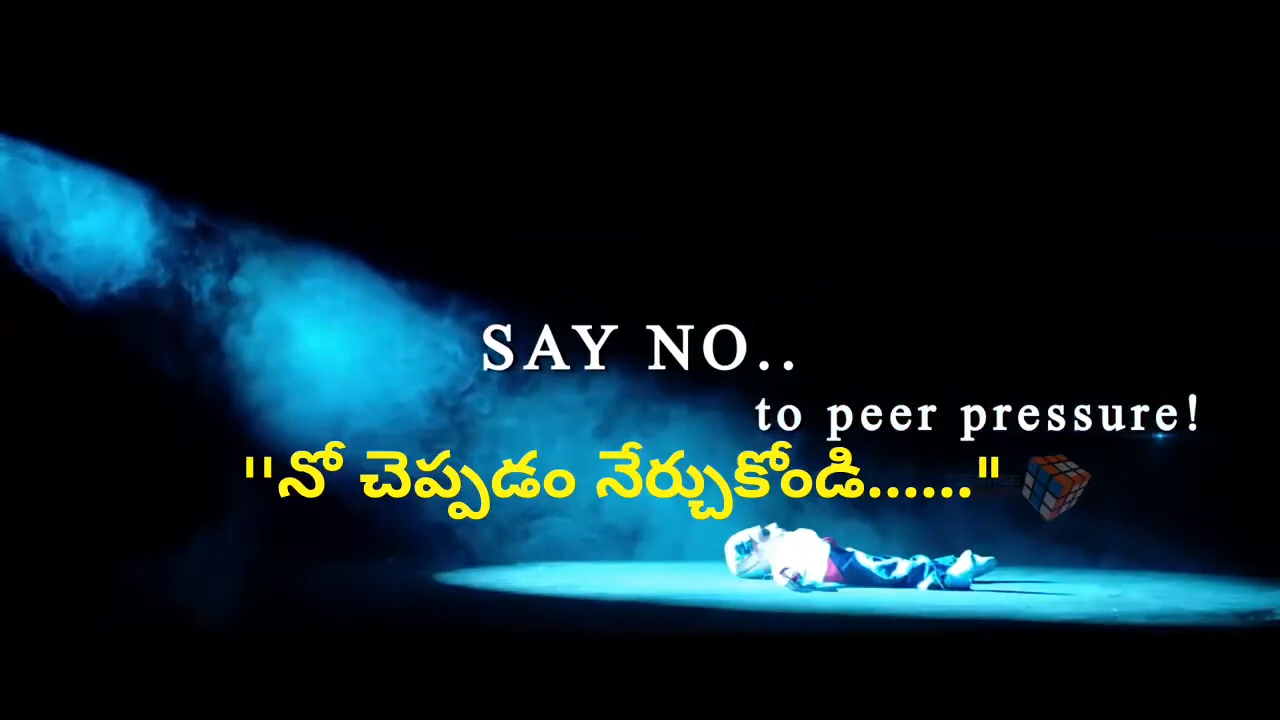 SAY NO..
to peer pressure!
''నో చెప్పడం నేర్చుకోండి......"